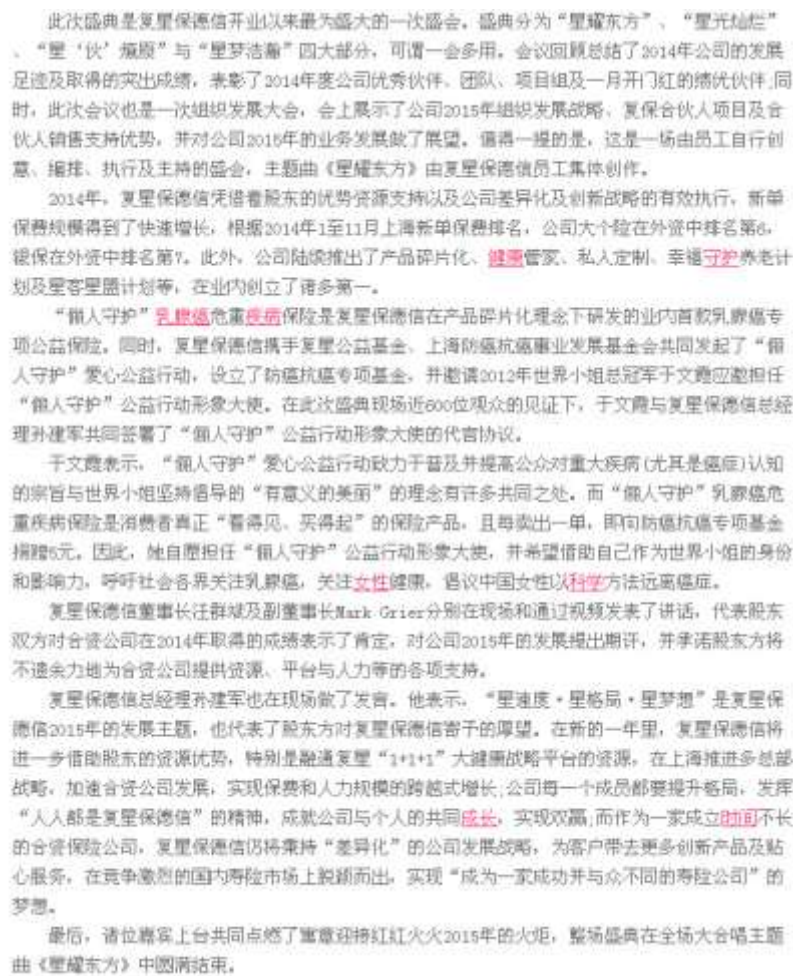 此次盛典是复星保德信开业以来最为盛大的一次盛会。盛典分为“星耀东方”、“星光灿烂”
、“星‘伙’燎原”与“星梦浩瀚”四大部分，可谓一会多用。会议回顾总结了2014年公司的发展
足迹及取得的突出成绩，表彰了2014年度公司优秀伙伴、团队、项目组及一月开门红的绩优伙伴;同
时，此次会议也是一次组织发展大会，会上展示了公司2015年组织发展战略、复保合伙人项目及合
伙人销售支持优势，并对公司2015年的业务发展做了展望。值得一提的是，这是一场由员工自行创
意、编排、执行及主持的盛会，主题曲《星耀东方》由复星保德信员工集体创作。
2014年，复星保德信凭借着股东的优势资源支持以及公司差异化及创新战略的有效执行，新单
保费规模得到了快速增长，根据2014年1至11月上海新单保费排名，公司大个险在外资中排名第6，
银保在外资中排名第7。此外，公司陆续推出了产品碎片化、健康管家、私人定制、幸福守护养老计
划及星客星盟计划等，在业内创立了诸多第一。
“俪人守护”乳腺癌危重疾病保险是复星保德信在产品碎片化理念下研发的业内首款乳腺癌专
项公益保险。同时，复星保德信携手复星公益基金、上海防癌抗癌事业发展基金会共同发起了“俪
人守护”爱心公益行动，设立了防癌抗癌专项基金，并邀请2012年世界小姐总冠军于文霞应邀担任
“俪人守护”公益行动形象大使。在此次盛典现场近600位观众的见证下，于文霞与复星保德信总经
理孙建军共同签署了“俪人守护”公益行动形象大使的代言协议。
于文霞表示，“俪人守护”爱心公益行动致力于普及并提高公众对重大疾病(尤其是癌症)认知
的宗旨与世界小姐坚持倡导的“有意义的美丽”的理念有许多共同之处。而“俪人守护”乳腺癌危
重疾病保险是消费者真正“看得见、买得起”的保险产品，且每卖出一单，即向防癌抗癌专项基金
捐赠5元。因此，她自愿担任“俪人守护”公益行动形象大使，并希望借助自己作为世界小姐的身份
和影响力，呼吁社会各界关注乳腺癌，关注女性健康，倡议中国女性以科学方法远离癌症。
复星保德信董事长汪群斌及副董事长Mark Grier分别在现场和通过视频发表了讲话，代表股东
双方对合资公司在2014年取得的成绩表示了肯定，对公司2015年的发展提出期许，并承诺股东方将
不遗余力地为合资公司提供资源、平台与人力等的各项支持。
复星保德信总经理孙建军也在现场做了发言。他表示，“星速度·星格局·星梦想”是复星保
德信2015年的发展主题，也代表了股东方对复星保德信寄予的厚望。在新的一年里，复星保德信将
进一步借助股东的资源优势，特别是融通复星“1+1+1”大健康战略平台的资源，在上海推进多总部
战略，加速合资公司发展，实现保费和人力规模的跨越式增长;公司每一个成员都要提升格局，发挥
“人人都是复星保德信”的精神，成就公司与个人的共同成长，实现双赢;而作为一家成立时间不长
的合资保险公司，复星保德信仍将秉持“差异化”的公司发展战略，为客户带去更多创新产品及贴
心服务，在竞争激烈的国内寿险市场上脱颖而出，实现“成为一家成功并与众不同的寿险公司”的
梦想。
最后，诸位嘉宾上台共同点燃了寓意迎接红红火火2015年的火炬，整场盛典在全场大合唱主题
曲《星耀东方》中圆满结束。